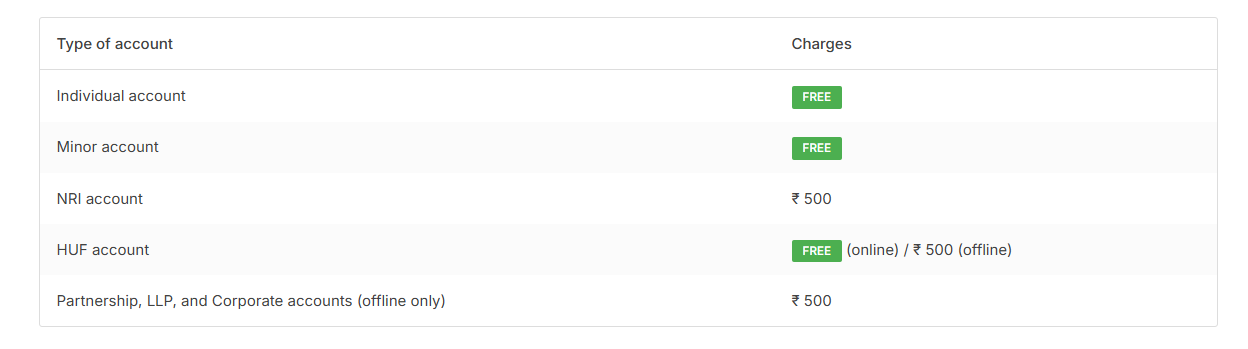 Type of account Charges
Individual account FREE
Minor account FREE
NRI account ₹ 500
HUF account FREE (online) / ₹ 500 (offline)
Partnership, LLP, and Corporate accounts (offline only) ₹ 500